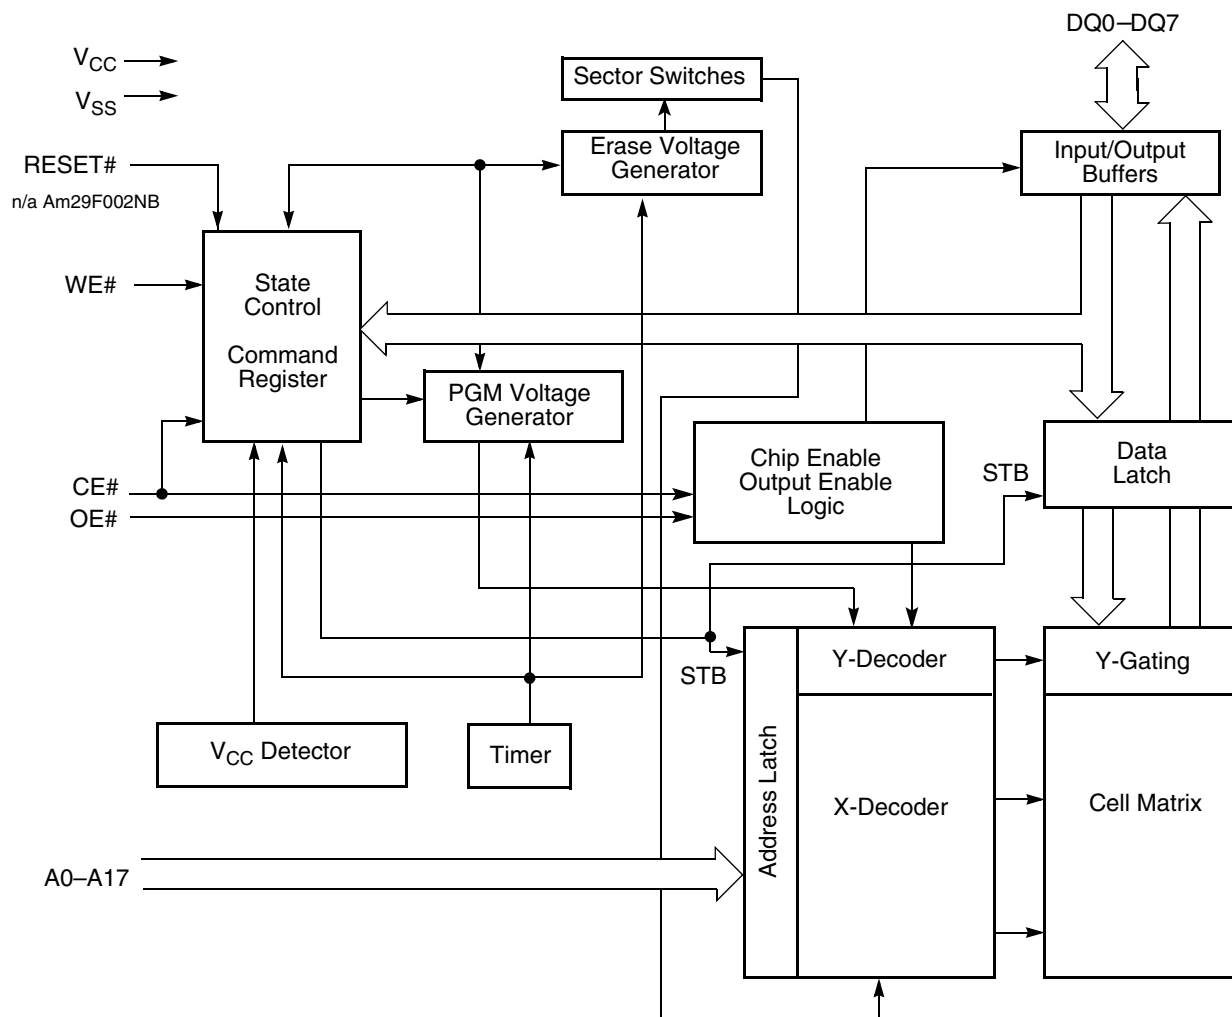 DQ0–DQ7
VCC
VSS
Sector Switches
Erase Voltage
Generator
Input/Output
Buffers
RESET#
n/a Am29F002NB
WE#
State
Control
Command
Register
PGM Voltage
Generator
CE#
OE#
Chip Enable
Output Enable
Logic
STB
Data
Latch
STB
Y-Decoder
Y-Gating
VCC Detector
Timer
Address Latch
X-Decoder
Cell Matrix
A0–A17